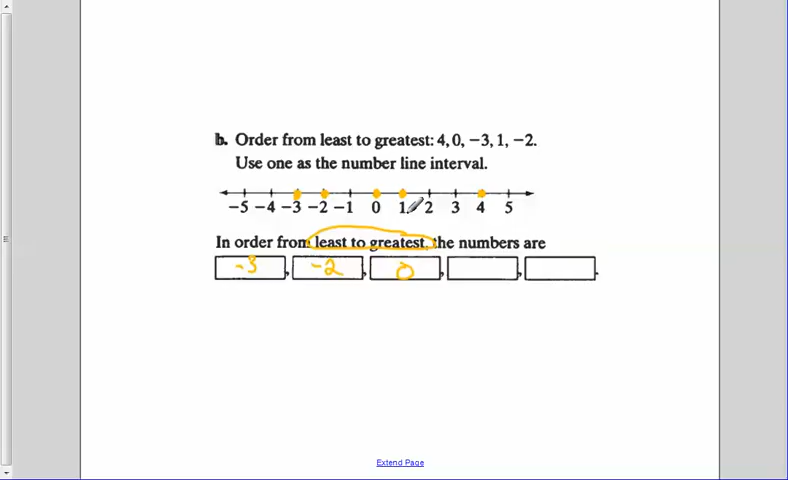 b. Order from least to greatest: 4, 0, −3, 1, −2.
Use one as the number line interval.
−5 −4 −3 −2 −1 0 1 2 3 4 5
In order from least to greatest, the numbers are
-3, -2, 0, , .
Extend Page